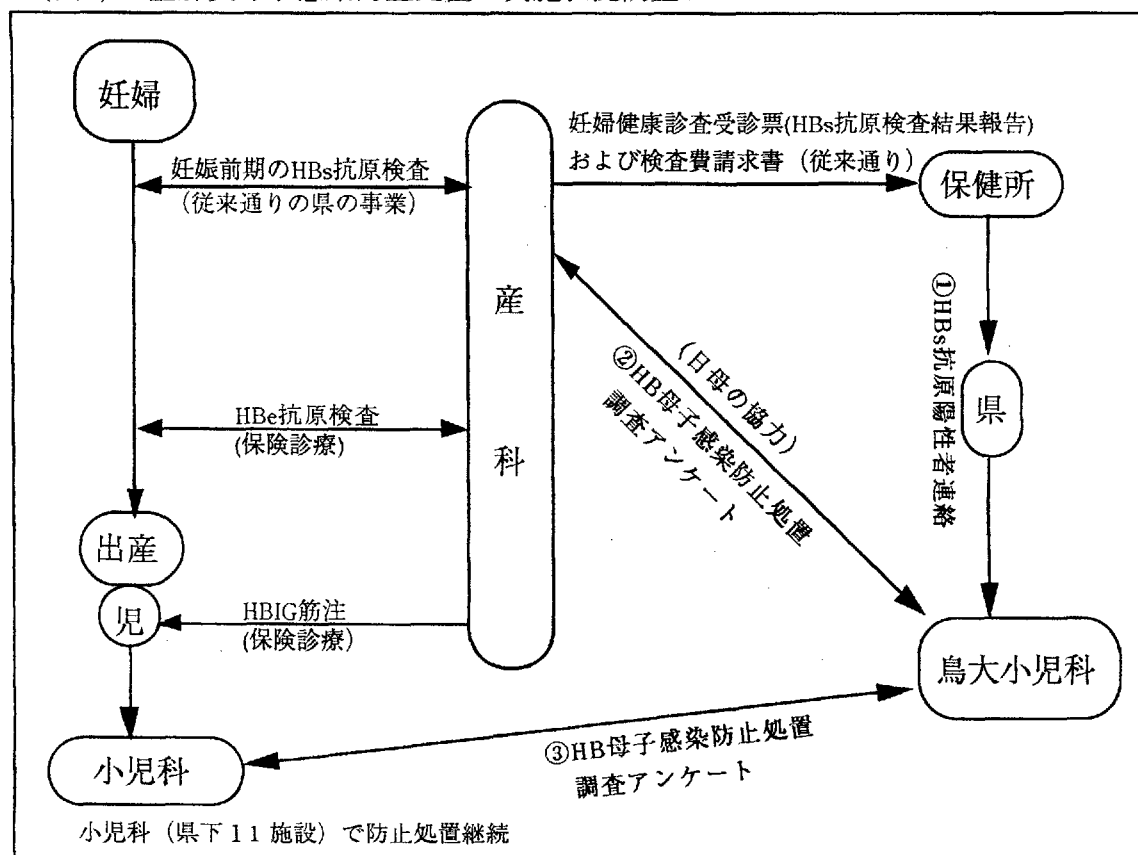 妊婦
妊娠前期のHBs抗原検査
(従来通りの県の事業)
産科
妊婦健康診査受診票(HBs抗原検査結果報告)
および検査費請求書（従来通り）
保健所
①HBs抗原陽性者連絡
県
(日母の協力)
②HB母子感染防止処置
調査アンケート
HBe抗原検査
(保険診療)
出産
児
HBIG筋注
(保険診療)
鳥大小児科
③HB母子感染防止処置
調査アンケート
小児科
小児科（県下１１施設）で防止処置継続